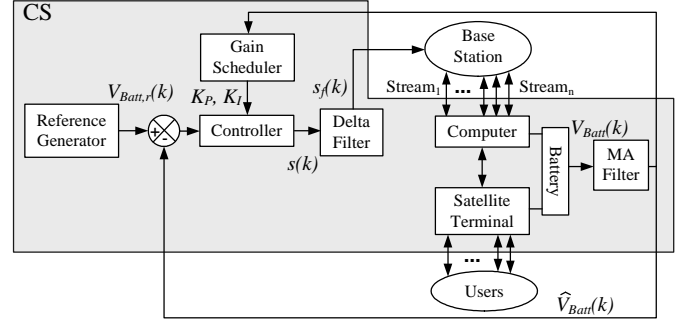 CS
Gain
Scheduler
Base
Station
V_{Batt,r}(k)
K_P, K_I
s_f(k)
Stream_1
...
Stream_n
Reference
Generator
+
-
Controller
Delta
Filter
s(k)
Computer
Battery
V_{Batt}(k)
MA
Filter
Satellite
Terminal
...
Users
\hat{V}_{Batt}(k)